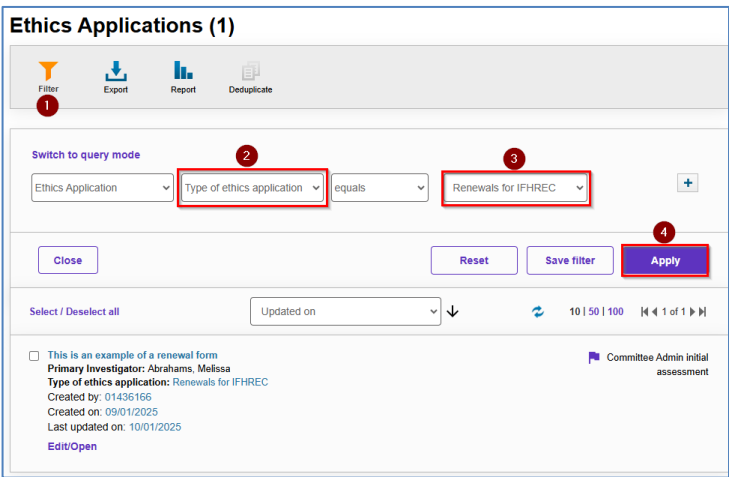 Ethics Applications (1)
Filter Export Report Deduplicate
1
Switch to query mode
2 3
Ethics Application Type of ethics application equals Renewals for IFHREC +
4
Close Reset Save filter Apply
Select / Deselect all Updated on 10 | 50 | 100 1 of 1
This is an example of a renewal form Committee Admin initial
Primary Investigator: Abrahams, Melissa assessment
Type of ethics application: Renewals for IFHREC
Created by: 01436166
Created on: 09/01/2025
Last updated on: 10/01/2025
Edit/Open